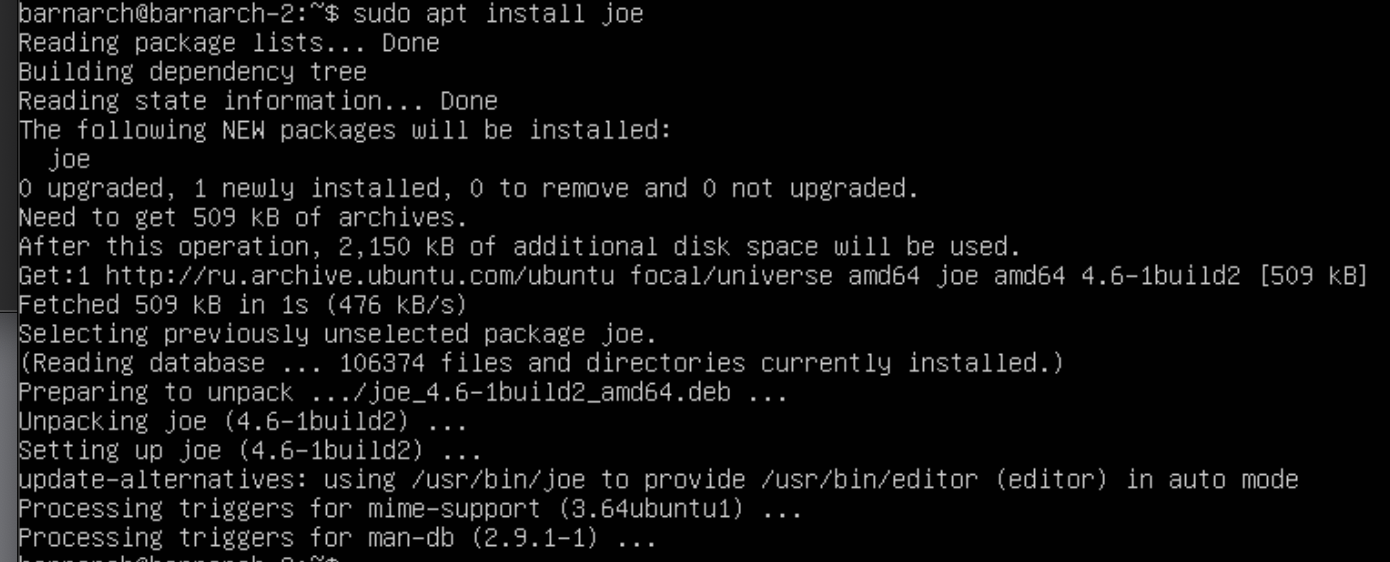 barnarch@barnarch-2:~$ sudo apt install joe
Reading package lists... Done
Building dependency tree
Reading state information... Done
The following NEW packages will be installed:
  joe
0 upgraded, 1 newly installed, 0 to remove and 0 not upgraded.
Need to get 509 kB of archives.
After this operation, 2,150 kB of additional disk space will be used.
Get:1 http://ru.archive.ubuntu.com/ubuntu focal/universe amd64 joe amd64 4.6-1build2 [509 kB]
Fetched 509 kB in 1s (476 kB/s)
Selecting previously unselected package joe.
(Reading database ... 106374 files and directories currently installed.)
Preparing to unpack .../joe_4.6-1build2_amd64.deb ...
Unpacking joe (4.6-1build2) ...
Setting up joe (4.6-1build2) ...
update-alternatives: using /usr/bin/joe to provide /usr/bin/editor (editor) in auto mode
Processing triggers for mime-support (3.64ubuntu1) ...
Processing triggers for man-db (2.9.1-1) ...